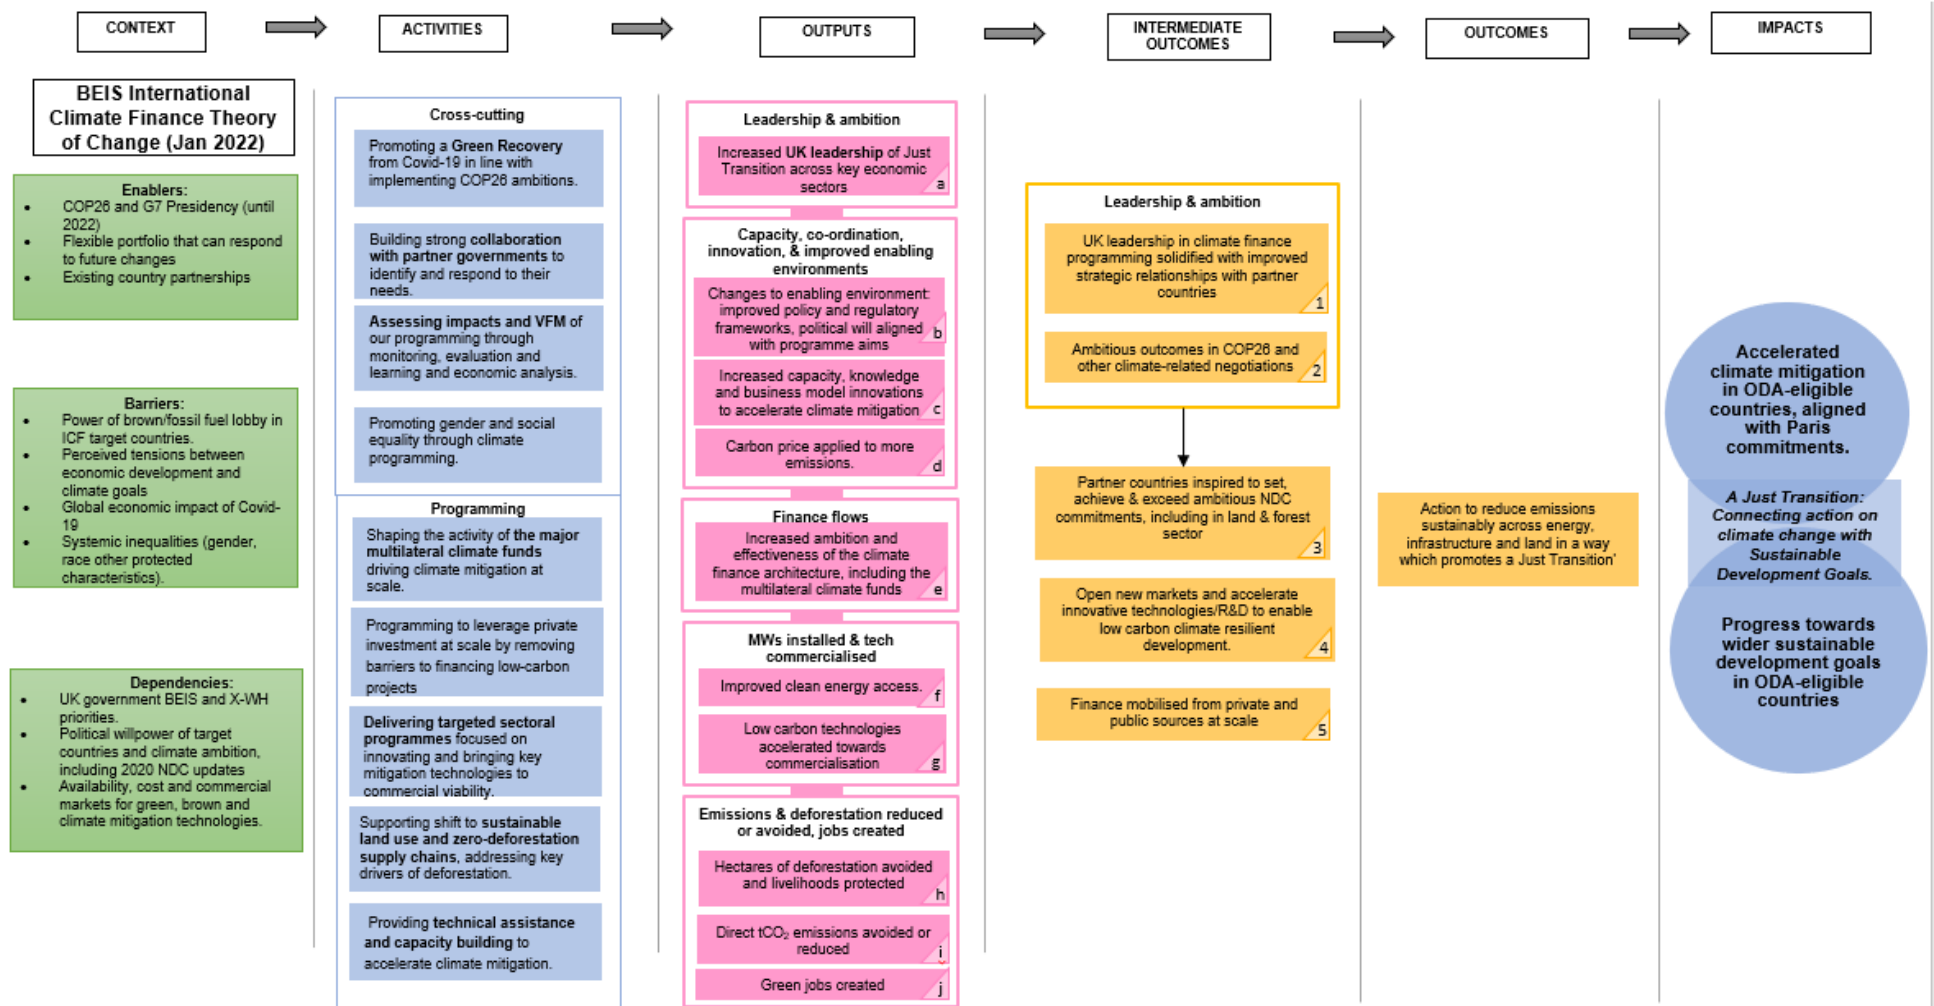 CONTEXT
ACTIVITIES
OUTPUTS
INTERMEDIATE
OUTCOMES
OUTCOMES
IMPACTS
BEIS International
Climate Finance Theory
of Change (Jan 2022)
Enablers:
• COP26 and G7 Presidency (until
2022)
• Flexible portfolio that can respond
to future changes
• Existing country partnerships
Barriers:
• Power of brown/fossil fuel lobby in
ICF target countries.
• Perceived tensions between
economic development and
climate goals
• Global economic impact of Covid-
19
• Systemic inequalities (gender,
race other protected
characteristics).
Dependencies:
• UK government BEIS and X-WH
priorities.
• Political willpower of target
countries and climate ambition,
including 2020 NDC updates
• Availability, cost and commercial
markets for green, brown and
climate mitigation technologies.
Cross-cutting
Promoting a Green Recovery
from Covid-19 in line with
implementing COP26 ambitions.
Building strong collaboration
with partner governments to
identify and respond to their
needs.
Assessing impacts and VFM of
our programming through
monitoring, evaluation and
learning and economic analysis.
Promoting gender and social
equality through climate
programming.
Programming
Shaping the activity of the major
multilateral climate funds
driving climate mitigation at
scale.
Programming to leverage private
investment at scale by removing
barriers to financing low-carbon
projects
Delivering targeted sectoral
programmes focused on
innovating and bringing key
mitigation technologies to
commercial viability.
Supporting shift to sustainable
land use and zero-deforestation
supply chains, addressing key
drivers of deforestation.
Providing technical assistance
and capacity building to
accelerate climate mitigation.
Leadership & ambition
Increased UK leadership of Just
Transition across key economic
sectors
a
Capacity, co-ordination,
innovation, & improved enabling
environments
Changes to enabling environment:
improved policy and regulatory
frameworks, political will aligned
with programme aims
b
Increased capacity, knowledge
and business model innovations
to accelerate climate mitigation
c
Carbon price applied to more
emissions.
d
Finance flows
Increased ambition and
effectiveness of the climate
finance architecture, including the
multilateral climate funds
e
MWs installed & tech
commercialised
Improved clean energy access.
f
Low carbon technologies
accelerated towards
commercialisation
g
Emissions & deforestation reduced
or avoided, jobs created
Hectares of deforestation avoided
and livelihoods protected
h
Direct tCO₂ emissions avoided or
reduced
i
Green jobs created
j
Leadership & ambition
UK leadership in climate finance
programming solidified with improved
strategic relationships with partner
countries
1
Ambitious outcomes in COP26 and
other climate-related negotiations
2
Partner countries inspired to set,
achieve & exceed ambitious NDC
commitments, including in land & forest
sector
3
Open new markets and accelerate
innovative technologies/R&D to enable
low carbon climate resilient
development.
4
Finance mobilised from private and
public sources at scale
5
Action to reduce emissions
sustainably across energy,
infrastructure and land in a way
which promotes a Just Transition'
Accelerated
climate mitigation
in ODA-eligible
countries, aligned
with Paris
commitments.
A Just Transition:
Connecting action on
climate change with
Sustainable
Development Goals.
Progress towards
wider sustainable
development goals
in ODA-eligible
countries